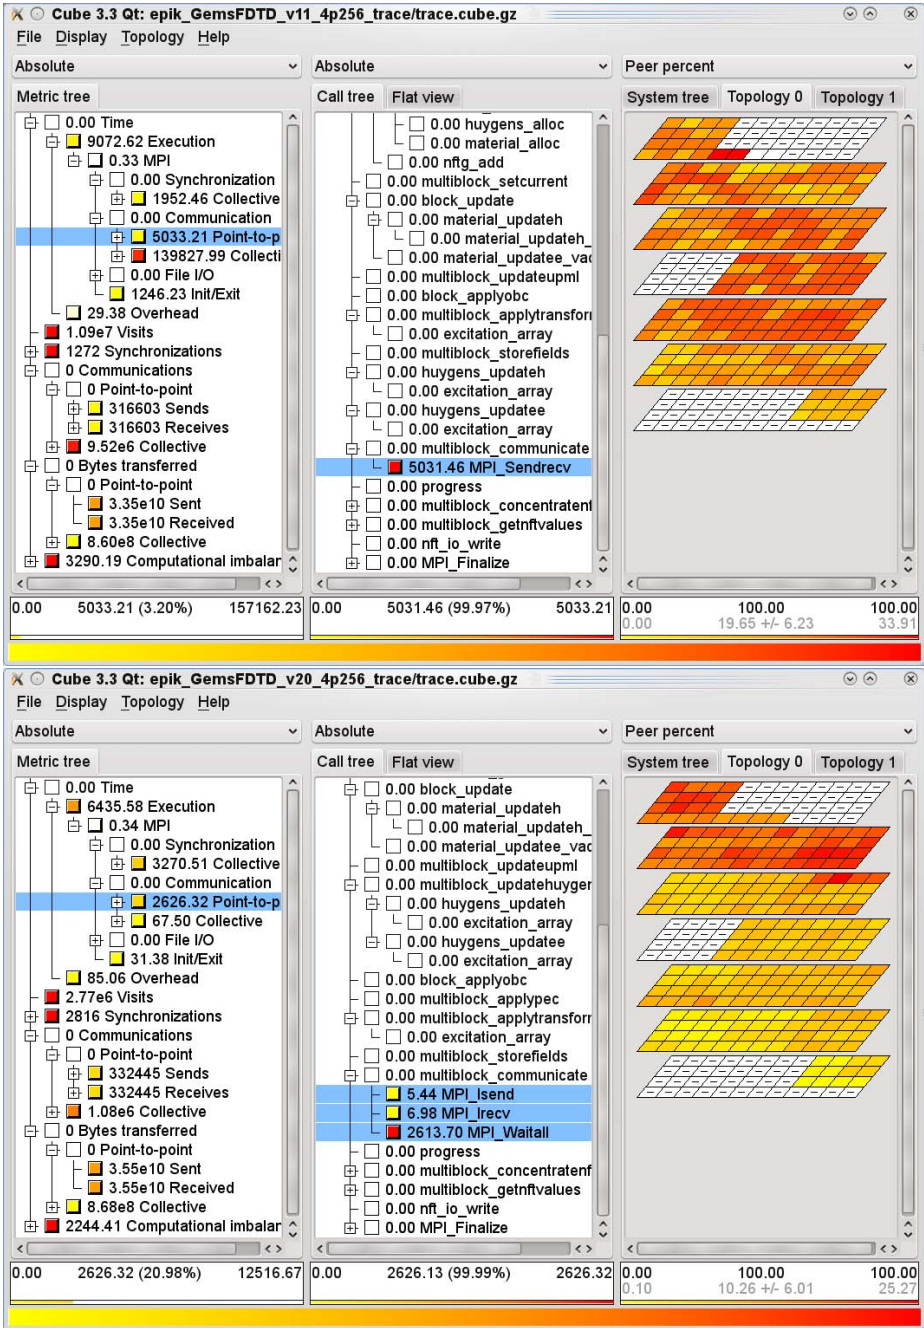 Cube 3.3 Qt: epik_GemsFDTD_v11_4p256_trace/trace.cube.gz
File Display Topology Help
Absolute
Absolute
Peer percent
Metric tree
Call tree Flat view
System tree Topology 0 Topology 1
0.00 Time
9072.62 Execution
0.33 MPI
0.00 Synchronization
1952.46 Collective
0.00 Communication
5033.21 Point-to-p
139827.99 Collecti
0.00 File I/O
1246.23 Init/Exit
29.38 Overhead
1.09e7 Visits
1272 Synchronizations
0 Communications
0 Point-to-point
316603 Sends
316603 Receives
9.52e6 Collective
0 Bytes transferred
0 Point-to-point
3.35e10 Sent
3.35e10 Received
8.60e8 Collective
3290.19 Computational imbalar
0.00 huygens_alloc
0.00 material_alloc
0.00 nftg_add
0.00 multiblock_setcurrent
0.00 block_update
0.00 material_updateh
0.00 material_updateh_
0.00 material_updatee_vac
0.00 multiblock_updateupml
0.00 block_applyobc
0.00 multiblock_applytransfor
0.00 excitation_array
0.00 multiblock_storefields
0.00 huygens_updateh
0.00 excitation_array
0.00 huygens_updatee
0.00 excitation_array
0.00 multiblock_communicate
5031.46 MPI_Sendrecv
0.00 progress
0.00 multiblock_concentratenf
0.00 multiblock_getnftvalues
0.00 nft_io_write
0.00 MPI_Finalize
0.00 5033.21 (3.20%) 157162.23
0.00 5031.46 (99.97%) 5033.21
0.00 100.00 100.00
0.00 19.65 +/- 6.23 33.91
Cube 3.3 Qt: epik_GemsFDTD_v20_4p256_trace/trace.cube.gz
File Display Topology Help
Absolute
Absolute
Peer percent
Metric tree
Call tree Flat view
System tree Topology 0 Topology 1
0.00 Time
6435.58 Execution
0.34 MPI
0.00 Synchronization
3270.51 Collective
0.00 Communication
2626.32 Point-to-p
67.50 Collective
0.00 File I/O
31.38 Init/Exit
85.06 Overhead
2.77e6 Visits
2816 Synchronizations
0 Communications
0 Point-to-point
332445 Sends
332445 Receives
1.08e6 Collective
0 Bytes transferred
0 Point-to-point
3.55e10 Sent
3.55e10 Received
8.68e8 Collective
2244.41 Computational imbalar
0.00 block_update
0.00 material_updateh
0.00 material_updateh_
0.00 material_updatee_vac
0.00 multiblock_updateupml
0.00 multiblock_updatehuyger
0.00 huygens_updateh
0.00 excitation_array
0.00 huygens_updatee
0.00 excitation_array
0.00 block_applyobc
0.00 multiblock_applypec
0.00 multiblock_applytransfor
0.00 excitation_array
0.00 multiblock_storefields
0.00 multiblock_communicate
5.44 MPI_Isend
6.98 MPI_Irecv
2613.70 MPI_Waitall
0.00 progress
0.00 multiblock_concentratenf
0.00 multiblock_getnftvalues
0.00 nft_io_write
0.00 MPI_Finalize
0.00 2626.32 (20.98%) 12516.67
0.00 2626.13 (99.99%) 2626.32
0.00 100.00 100.00
0.10 10.26 +/- 6.01 25.27